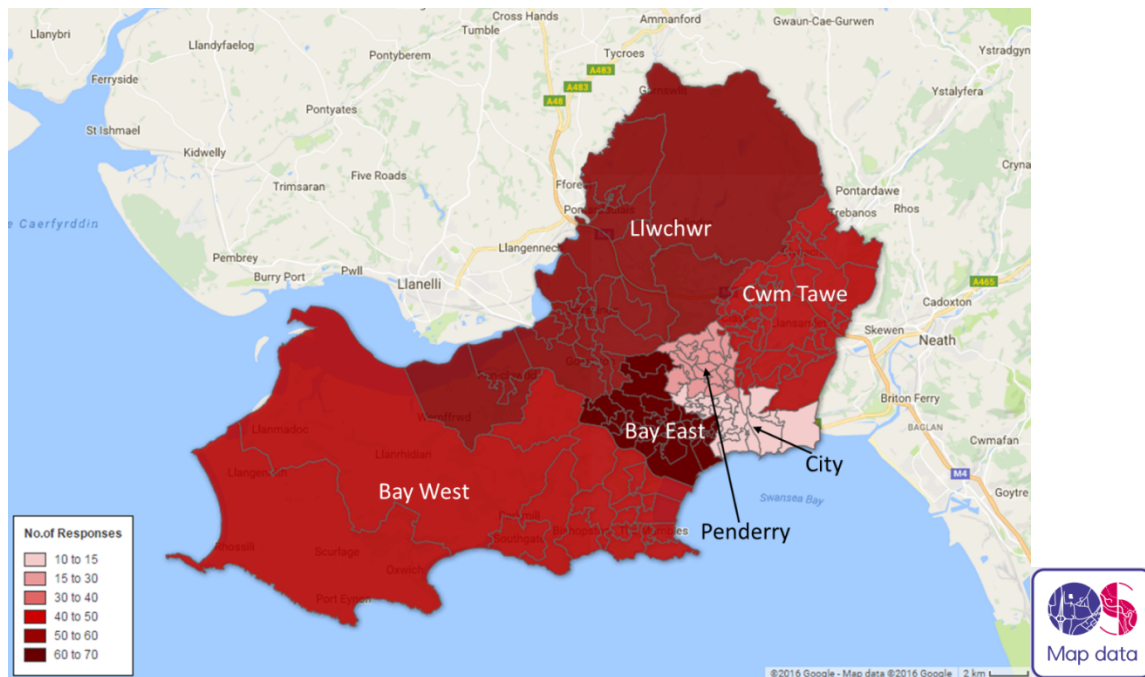 Llanybri
Llandyfaelog
Cross Hands
Tumble
Ammanford
Gwaun-Cae-Gurwen
Ystradgyn
Pontyberem
Tycroes
Ferryside
A483
A483
A48
Ystalyfera
Pontyates
St Ishmael
Kidwelly
Five Roads
Cryna
Trimsaran
Pontardawe
Trebanos
Rhos
Caerfyrddin
Llwchwr
Llangennech
Pembrey
Burry Port
Pwll
Llanelli
A465
Cwm Tawe
Cadoxton
Skewen
Neath
Briton Ferry
Llanmadoc
Bay East
BAGLAN
Cwmafan
Llanrhidian
City
M4
Bay West
Goytre
Swansea Bay
Penderry
Southgate
Rhossili
Scurlage
Oxwich
Port Eynon
No.of Responses
10 to 15
15 to 30
30 to 40
40 to 50
50 to 60
60 to 70
©2016 Google - Map data ©2016 Google
2 km
OS
Map data